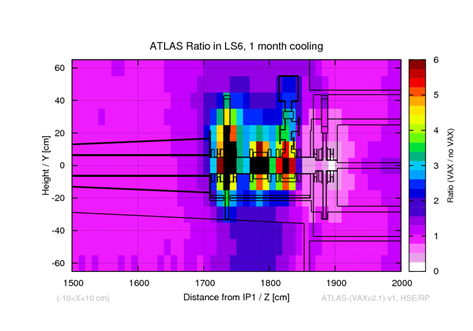 ATLAS Ratio in LS6, 1 month cooling
60
40
20
0
-20
-40
-60
Height / Y [cm]
1500 1600 1700 1800 1900 2000
Distance from IP1 / Z [cm]
(-10<X<10 cm)
ATLAS-(VAXv2.1)-v1, HSE/RP
6
5
4
3
2
1
0
Ratio (VAX / no VAX)